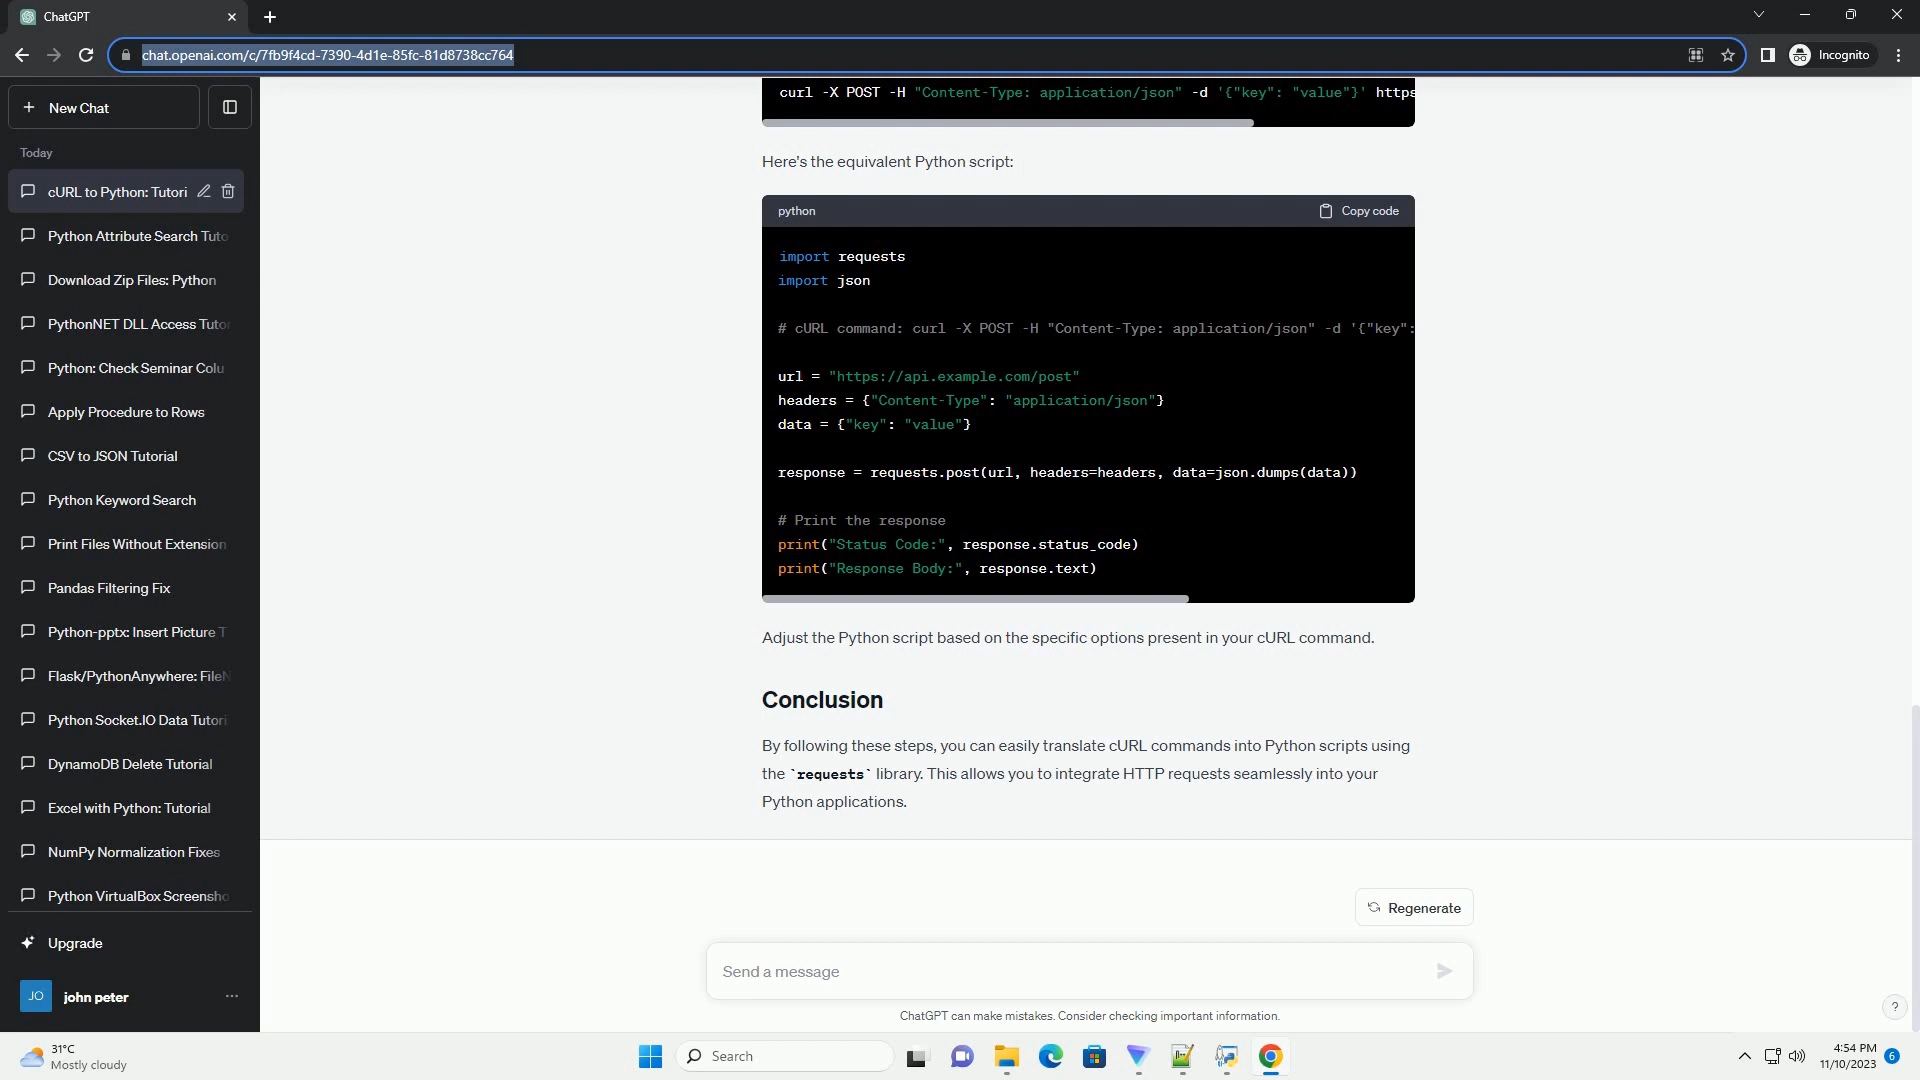 ChatGPT
chat.openai.com/c/7fb9f4cd-7390-4d1e-85fc-81d8738cc764
Incognito
New Chat
Today
cURL to Python: Tutori
Python Attribute Search Tuto
Download Zip Files: Python
PythonNET DLL Access Tutor
Python: Check Seminar Colu
Apply Procedure to Rows
CSV to JSON Tutorial
Python Keyword Search
Print Files Without Extension
Pandas Filtering Fix
Python-pptx: Insert Picture T
Flask/PythonAnywhere: FileN
Python Socket.IO Data Tutori
DynamoDB Delete Tutorial
Excel with Python: Tutorial
NumPy Normalization Fixes
Python VirtualBox Screensho
Upgrade
JO john peter
curl -X POST -H "Content-Type: application/json" -d '{"key": "value"}' https
Here's the equivalent Python script:
python Copy code
import requests
import json
# cURL command: curl -X POST -H "Content-Type: application/json" -d '{"key":
url = "https://api.example.com/post"
headers = {"Content-Type": "application/json"}
data = {"key": "value"}
response = requests.post(url, headers=headers, data=json.dumps(data))
# Print the response
print("Status Code:", response.status_code)
print("Response Body:", response.text)
Adjust the Python script based on the specific options present in your cURL command.
Conclusion
By following these steps, you can easily translate cURL commands into Python scripts using
the `requests` library. This allows you to integrate HTTP requests seamlessly into your
Python applications.
Regenerate
Send a message
ChatGPT can make mistakes. Consider checking important information.
?
31°C
Mostly cloudy
Search
4:54 PM
11/10/2023
6